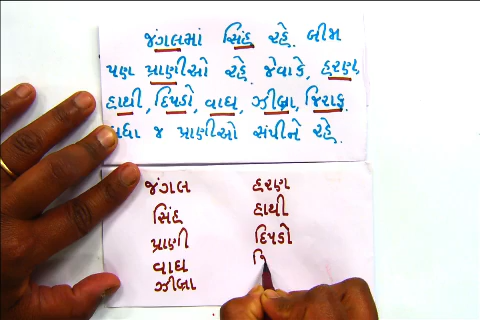 જંગલમાં સિંહ રહે. બીમ
પણ પ્રાણીઓ રહે. જેવાકે, હરણ,
હાથી, દિપડો, વાઘ, ઝીબ્રા, જિરાફ.
બધા જ પ્રાણીઓ સંપીને રહે.
જંગલ હરણ
સિંહ હાથી
પ્રાણી દિપડો
વાઘ
ઝીબ્રા